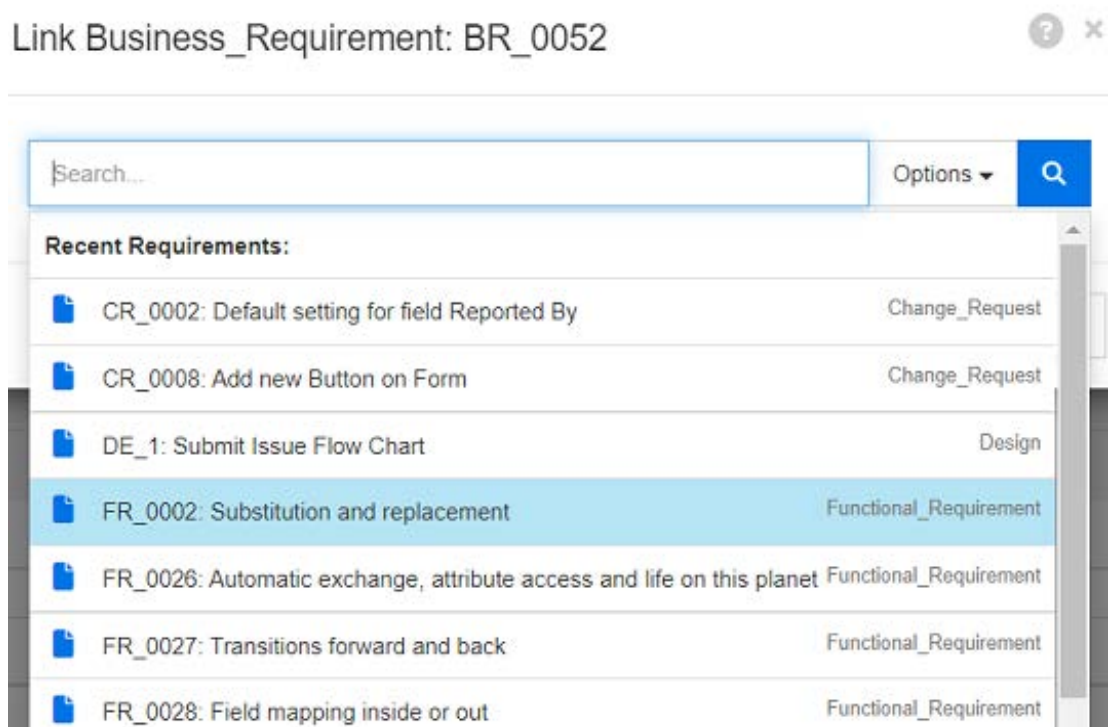 Link Business_Requirement: BR_0052
?
×
Search...
Options
Recent Requirements:
CR_0002: Default setting for field Reported By Change_Request
CR_0008: Add new Button on Form Change_Request
DE_1: Submit Issue Flow Chart Design
FR_0002: Substitution and replacement Functional_Requirement
FR_0026: Automatic exchange, attribute access and life on this planet Functional_Requirement
FR_0027: Transitions forward and back Functional_Requirement
FR_0028: Field mapping inside or out Functional_Requirement